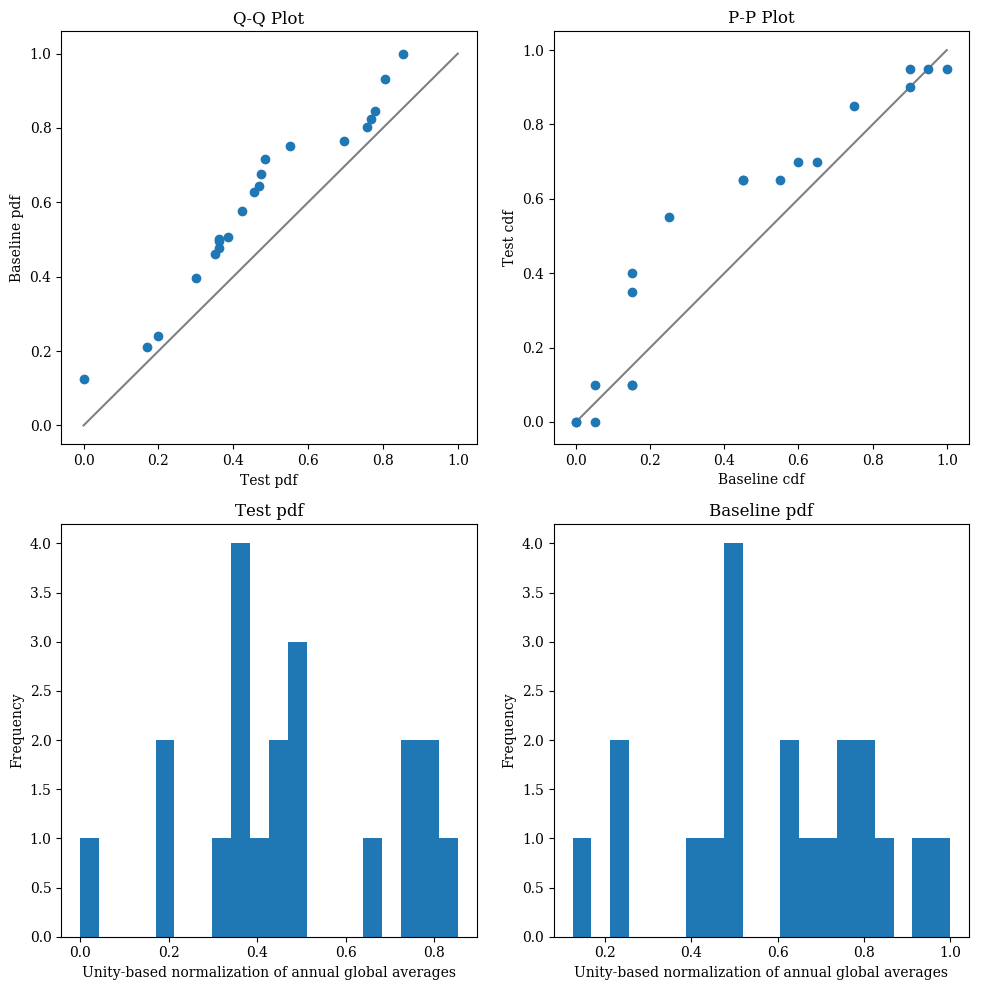 Q-Q Plot
1.0
0.8
0.6
0.4
0.2
0.0
Baseline pdf
0.0 0.2 0.4 0.6 0.8 1.0
Test pdf
P-P Plot
1.0
0.8
0.6
0.4
0.2
0.0
Test cdf
0.0 0.2 0.4 0.6 0.8 1.0
Baseline cdf
Test pdf
4.0
3.5
3.0
2.5
2.0
1.5
1.0
0.5
0.0
Frequency
0.0 0.2 0.4 0.6 0.8
Unity-based normalization of annual global averages
Baseline pdf
4.0
3.5
3.0
2.5
2.0
1.5
1.0
0.5
0.0
Frequency
0.2 0.4 0.6 0.8 1.0
Unity-based normalization of annual global averages